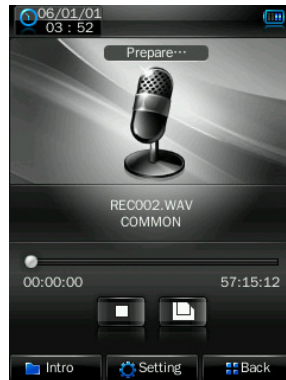 06/01/01
03 : 52
Prepare···
REC002.WAV
COMMON
00:00:00
57:15:12
Intro
Setting
Back